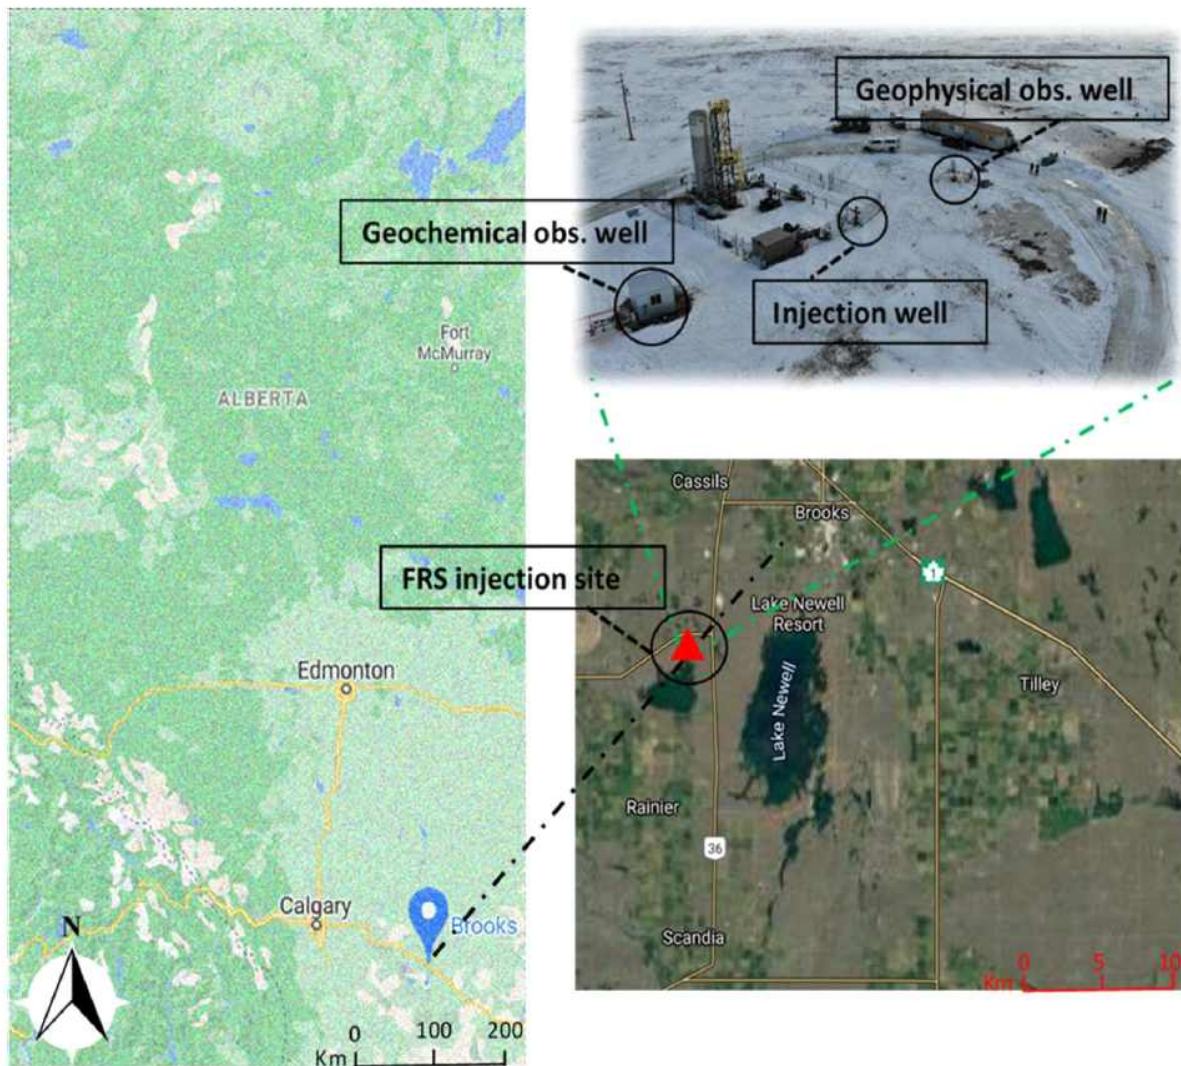 Geophysical obs. well
Geochemical obs. well
Injection well
Fort
McMurray
ALBERTA
Cassils
Brooks
FRS injection site
1
Lake Newell
Resort
Edmonton
Tilley
Lake Newell
Rainier
36
Calgary
Brooks
N
Scandia
0 5 10
Km
0 100 200
Km